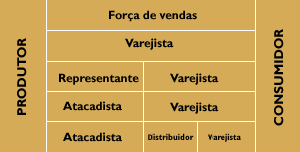 PRODUTOR
Força de vendas
Varejista
Representante Varejista
Atacadista Varejista
Atacadista Distribuidor Varejista
CONSUMIDOR